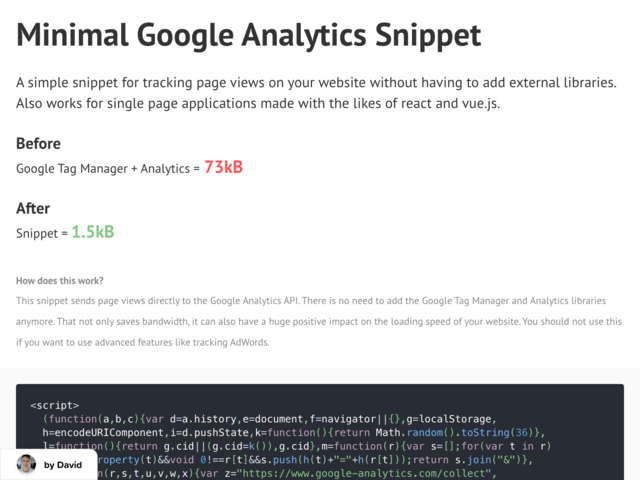 Minimal Google Analytics Snippet
A simple snippet for tracking page views on your website without having to add external libraries.
Also works for single page applications made with the likes of react and vue.js.
Before
Google Tag Manager + Analytics = 73kB
After
Snippet = 1.5kB
How does this work?
This snippet sends page views directly to the Google Analytics API. There is no need to add the Google Tag Manager and Analytics libraries
anymore. That not only saves bandwidth, it can also have a huge positive impact on the loading speed of your website. You should not use this
if you want to use advanced features like tracking AdWords.
<script>
(function(a,b,c){var d=a.history,e=document,f=navigator||{},g=localStorage,
h=encodeURIComponent,i=d.pushState,k=function(){return Math.random().toString(36)},
l=function(){return g.cid||(g.cid=k()),g.cid},m=function(r){var s=[];for(var t in r)
roperty(t)&&void 0!==r[t]&&s.push(h(t)+"="+h(r[t]));return s.join("&")},
n(r,s,t,u,v,w,x){var z="https://www.google-analytics.com/collect",
by David